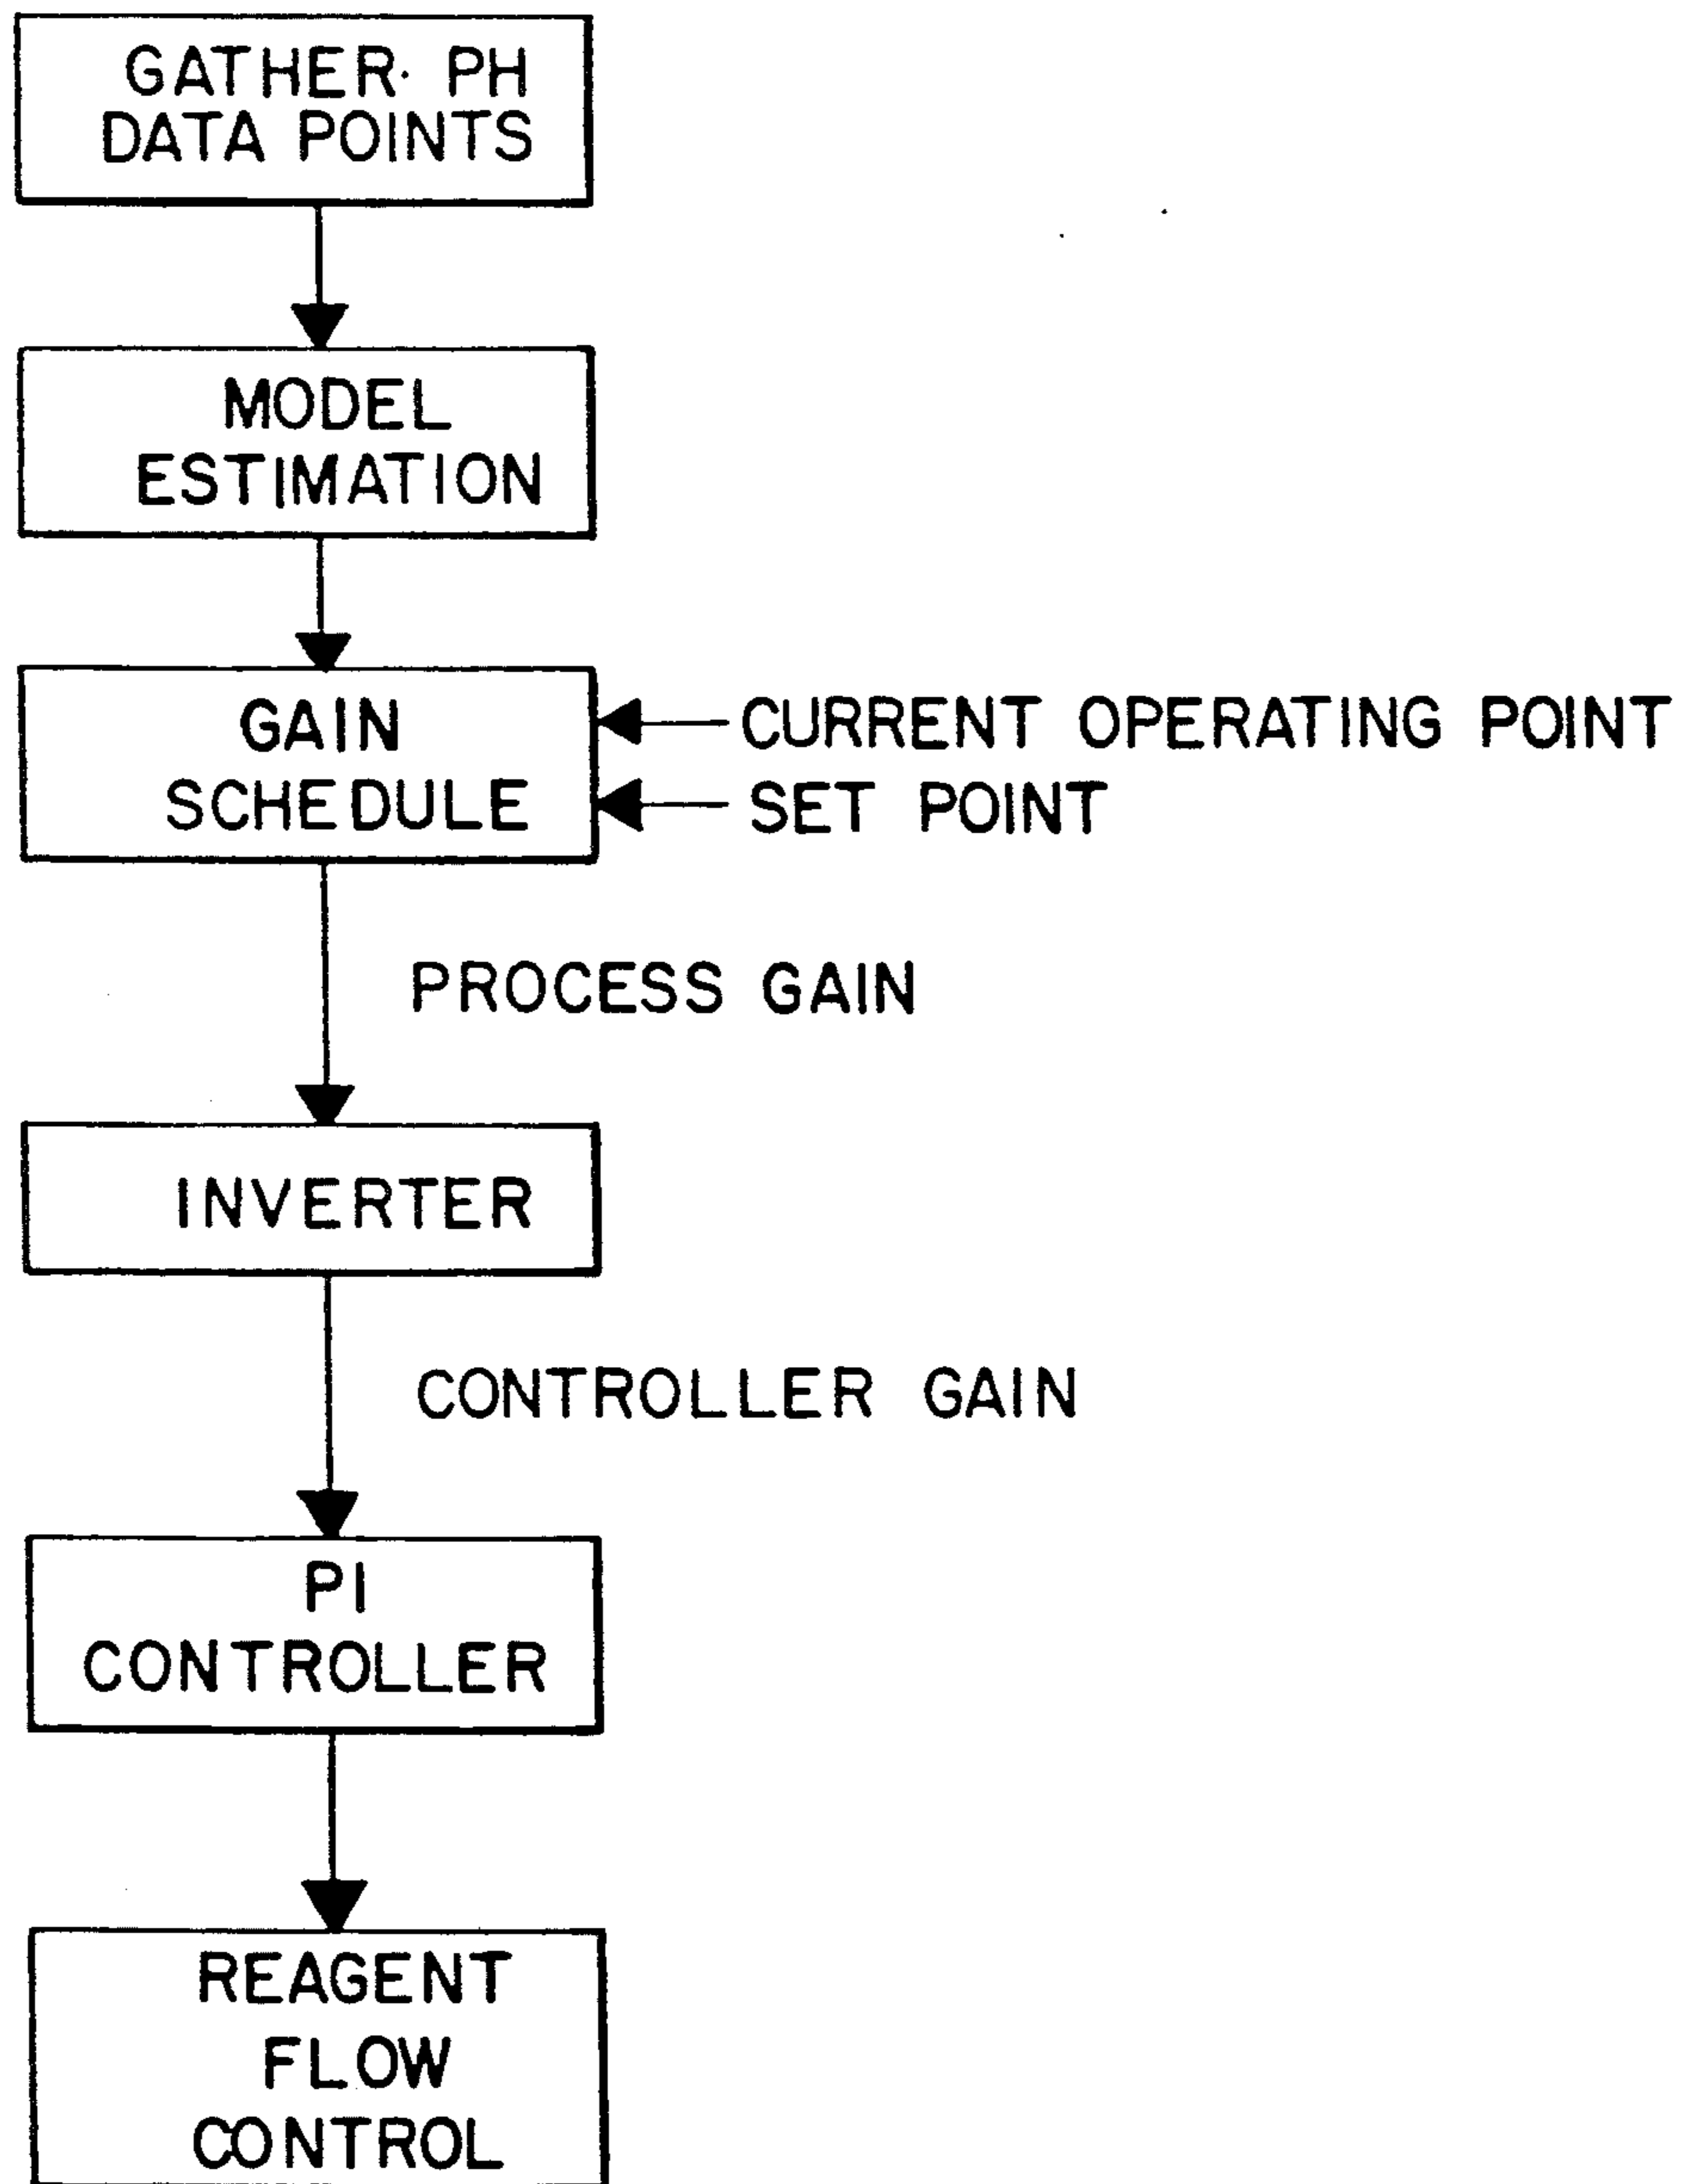 GATHER PH
DATA POINTS
MODEL
ESTIMATION
GAIN
SCHEDULE
CURRENT OPERATING POINT
SET POINT
PROCESS GAIN
INVERTER
CONTROLLER GAIN
PI
CONTROLLER
REAGENT
FLOW
CONTROL